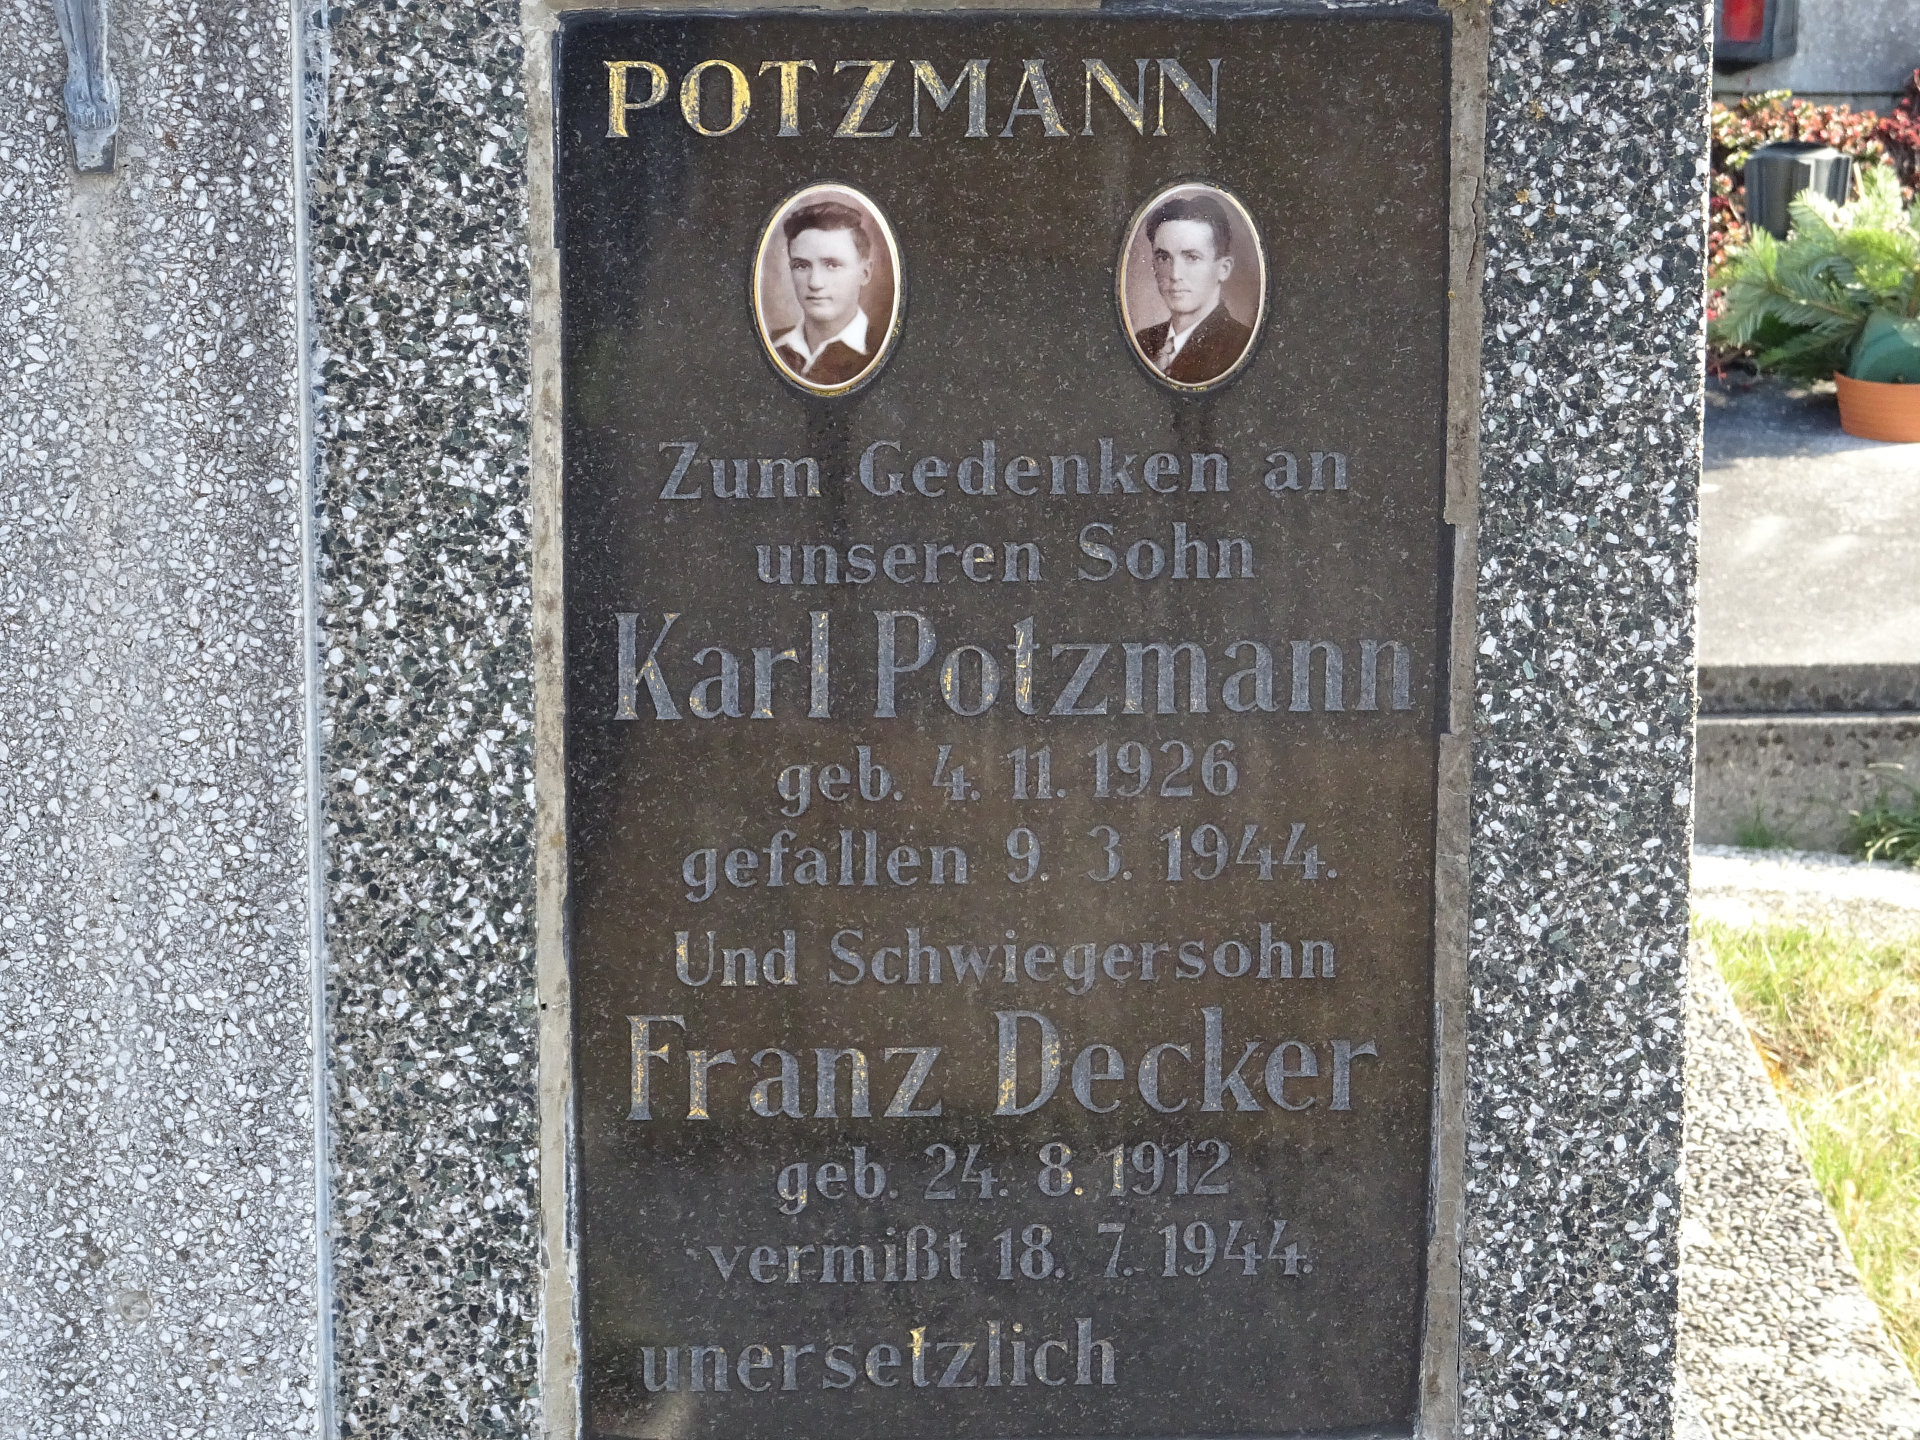 POTZMANN
Zum Gedenken an
unseren Sohn
Karl Potzmann
geb. 4. 11. 1926
gefallen 9. 3. 1944.
Und Schwiegersohn
Franz Decker
geb. 24. 8. 1912
vermißt 18. 7. 1944.
unersetzlich